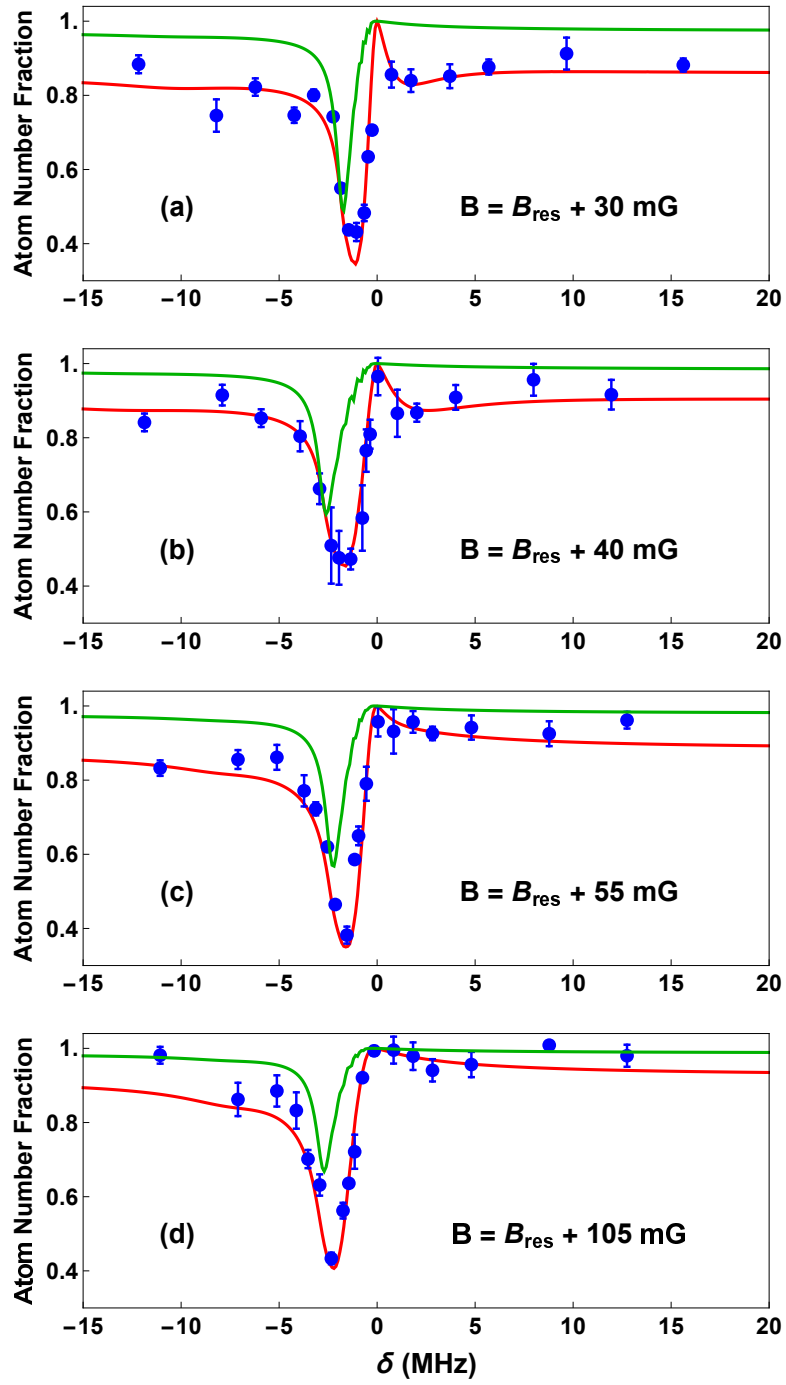 Atom Number Fraction
1.
0.8
0.6
0.4
(a)
B = Bres + 30 mG
−15 −10 −5 0 5 10 15 20
Atom Number Fraction
1.
0.8
0.6
0.4
(b)
B = Bres + 40 mG
−15 −10 −5 0 5 10 15 20
Atom Number Fraction
1.
0.8
0.6
0.4
(c)
B = Bres + 55 mG
−15 −10 −5 0 5 10 15 20
Atom Number Fraction
1.
0.8
0.6
0.4
(d)
B = Bres + 105 mG
−15 −10 −5 0 5 10 15 20
δ (MHz)